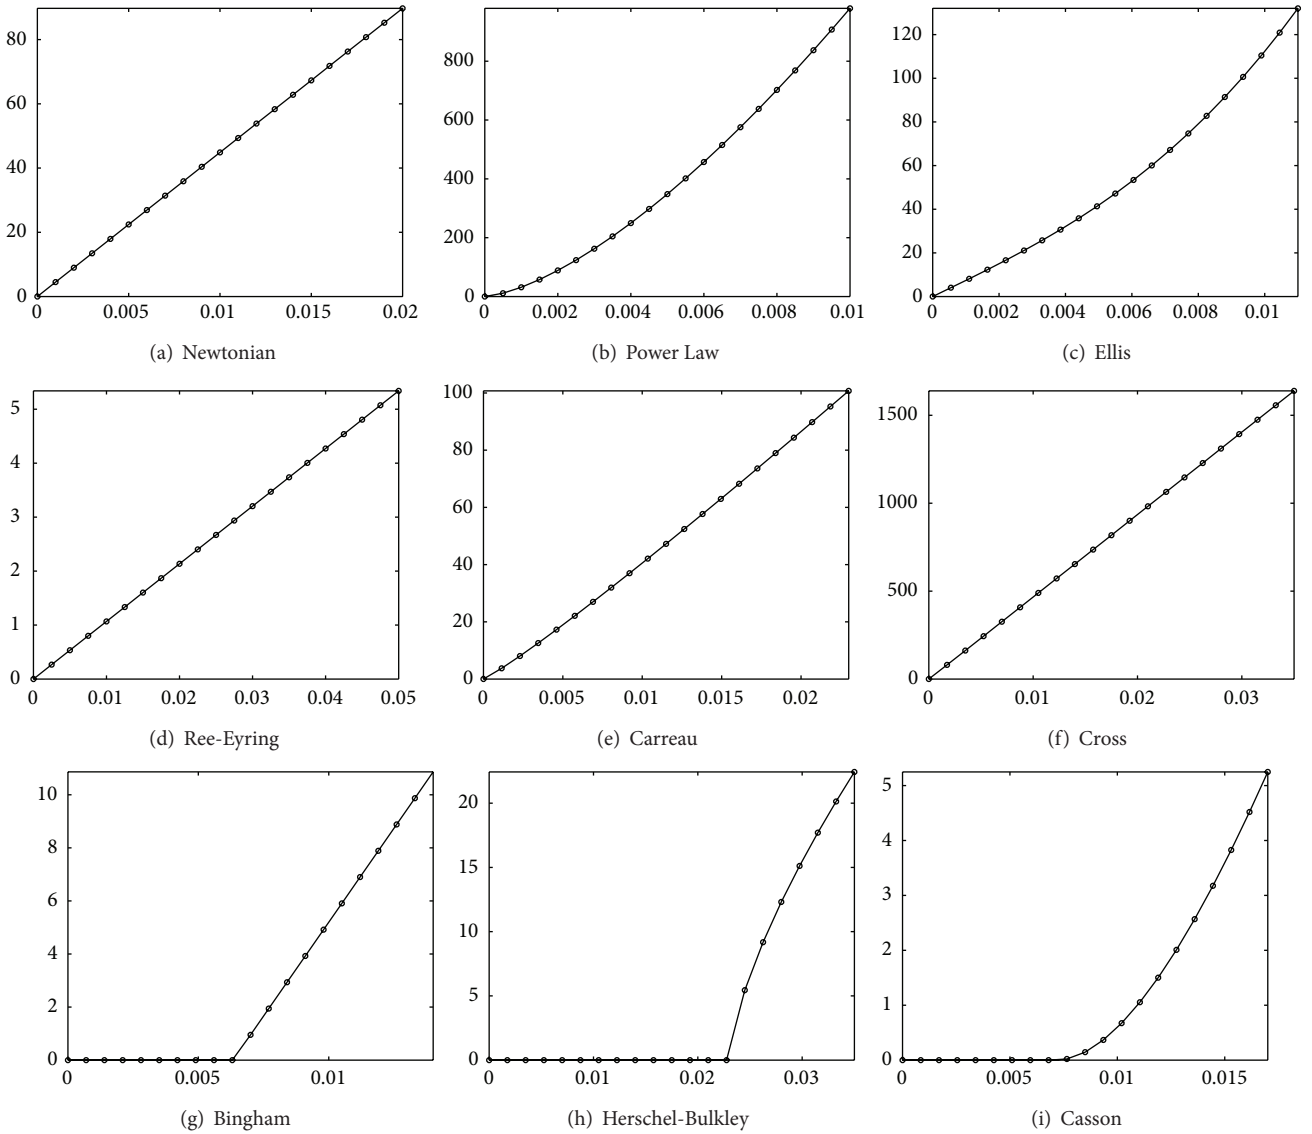 80
60
40
20
0
0 0.005 0.01 0.015 0.02
(a) Newtonian
800
600
400
200
0
0 0.002 0.004 0.006 0.008 0.01
(b) Power Law
120
100
80
60
40
20
0
0 0.002 0.004 0.006 0.008 0.01
(c) Ellis
5
4
3
2
1
0
0 0.01 0.02 0.03 0.04 0.05
(d) Ree-Eyring
100
80
60
40
20
0
0 0.005 0.01 0.015 0.02
(e) Carreau
1500
1000
500
0
0 0.01 0.02 0.03
(f) Cross
10
8
6
4
2
0
0 0.005 0.01
(g) Bingham
20
15
10
5
0
0 0.01 0.02 0.03
(h) Herschel-Bulkley
5
4
3
2
1
0
0 0.005 0.01 0.015
(i) Casson